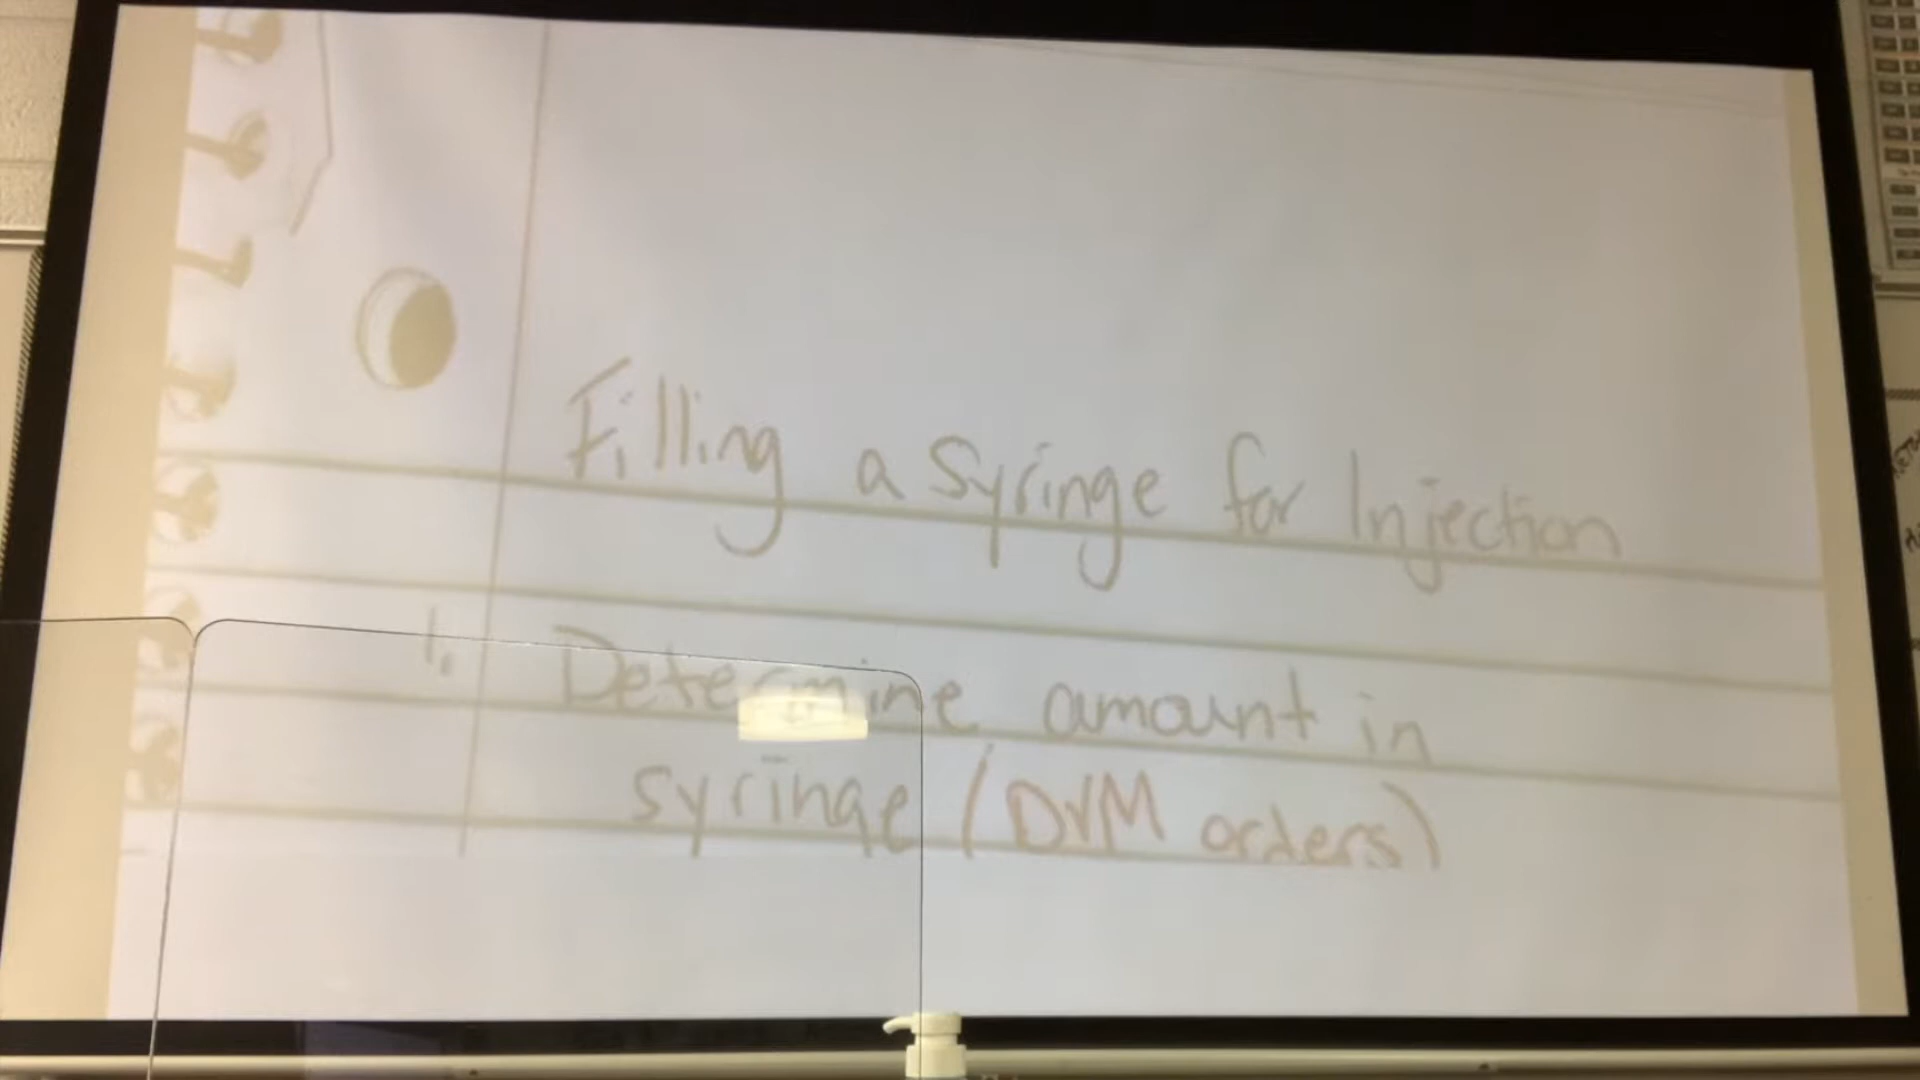 Filling a Syringe for Injection
1. Determine amount in
syringe (DVM orders)